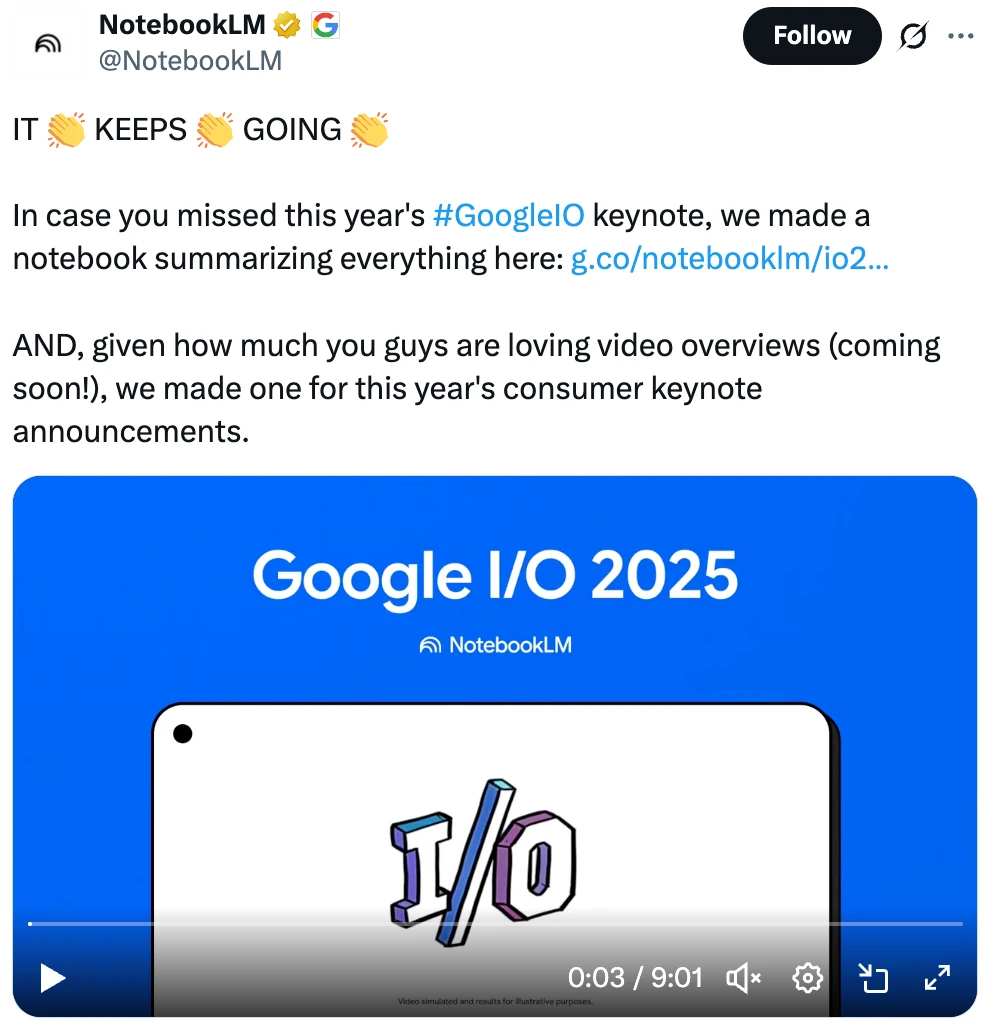 NotebookLM
@NotebookLM
Follow
IT 👏 KEEPS 👏 GOING 👏
In case you missed this year's #GoogleIO keynote, we made a
notebook summarizing everything here: g.co/notebooklm/io2...
AND, given how much you guys are loving video overviews (coming
soon!), we made one for this year's consumer keynote
announcements.
Google I/O 2025
NotebookLM
I/O
0:03 / 9:01
Video simulated and results for illustrative purposes.